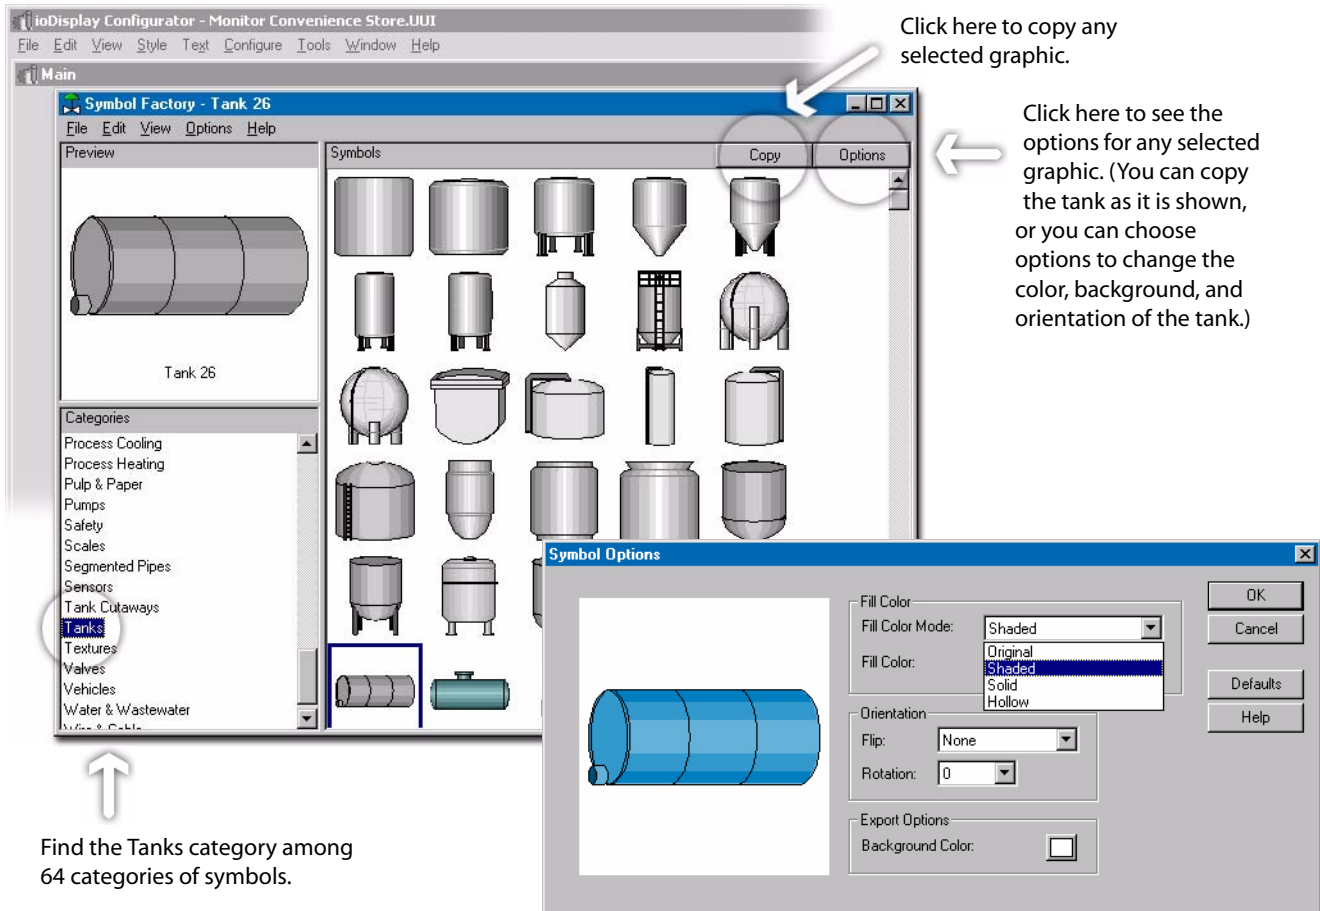 ioDisplay Configurator - Monitor Convenience Store.UUI
File Edit View Style Text Configure Tools Window Help
Main
Click here to copy any
selected graphic.
Symbol Factory - Tank 26
File Edit View Options Help
Preview
Symbols
Copy
Options
Click here to see the
options for any selected
graphic. (You can copy
the tank as it is shown,
or you can choose
options to change the
color, background, and
orientation of the tank.)
Tank 26
Categories
Process Cooling
Process Heating
Pulp & Paper
Pumps
Safety
Scales
Segmented Pipes
Sensors
Tank Cutaways
Tanks
Textures
Valves
Vehicles
Water & Wastewater
Wire & Cable
Symbol Options
Fill Color
Fill Color Mode:
Shaded
Original
Shaded
Solid
Hollow
Fill Color:
Orientation
Flip:
None
Rotation:
0
Export Options
Background Color:
OK
Cancel
Defaults
Help
Find the Tanks category among
64 categories of symbols.